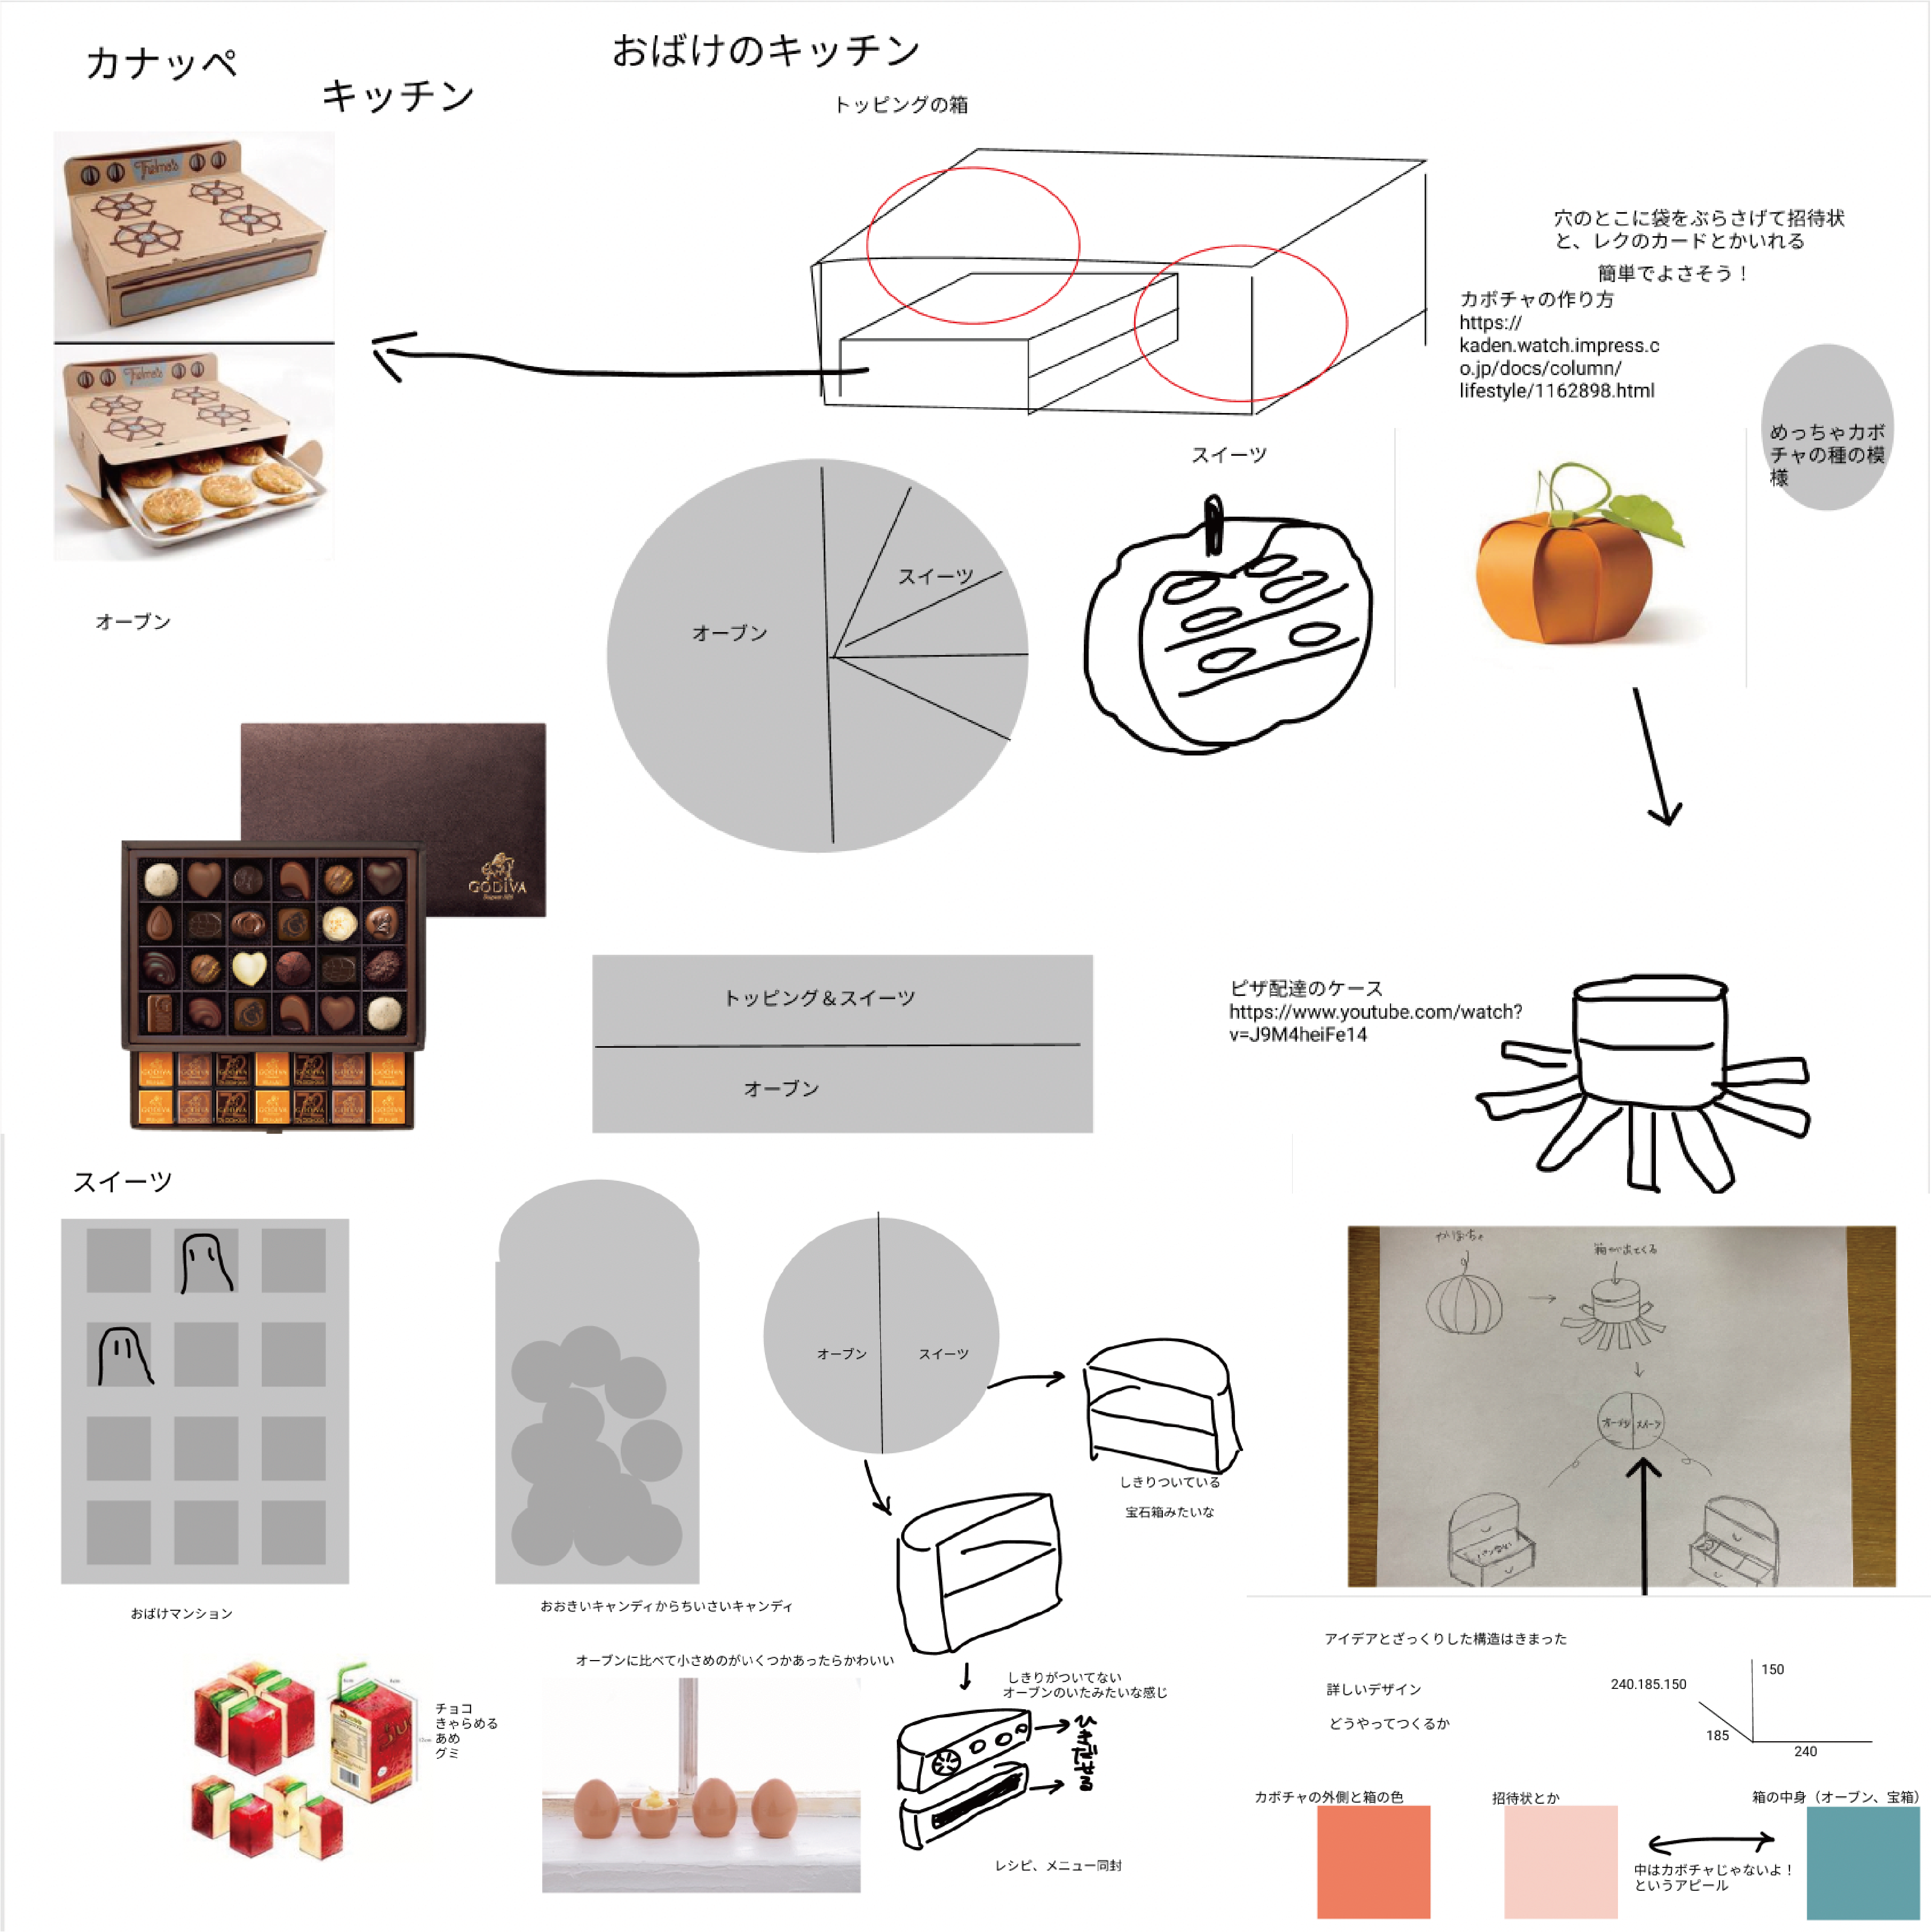 カナッペ
キッチン
おばけのキッチン
トッピングの箱
Thelma's
Thelma's
オーブン
穴のとこに袋をぶらさげて招待状
と、レクのカードとかいれる
簡単でよさそう！
カボチャの作り方
https://
kaden.watch.impress.c
o.jp/docs/column/
lifestyle/1162898.html
めっちゃカボ
チャの種の模
様
スイーツ
オーブン
スイーツ
GODIVA
トッピング＆スイーツ
オーブン
ピザ配達のケース
https://www.youtube.com/watch?
v=J9M4heiFe14
スイーツ
おばけマンション
おおきいキャンディからちいさいキャンディ
オーブン
スイーツ
しきりついている
宝石箱みたいな
かぼちゃ
箱が出てくる
オーブン
スイーツ
チョコ
きゃらめる
あめ
グミ
オーブンに比べて小さめのがいくつかあったらかわいい
しきりがついてない
オーブンのいたみたいな感じ
ひきだせる
レシピ、メニュー同封
アイデアとざっくりした構造はきまった
詳しいデザイン
どうやってつくるか
240.185.150
150
185
240
カボチャの外側と箱の色
招待状とか
箱の中身（オーブン、宝箱）
中はカボチャじゃないよ！
というアピール